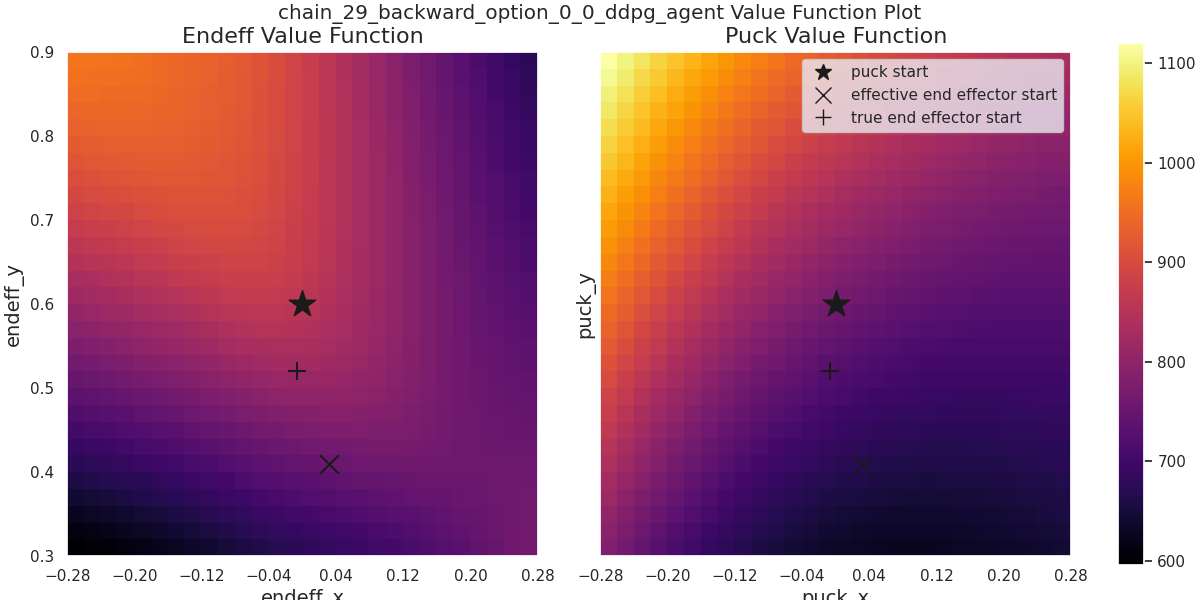 chain_29_backward_option_0_0_ddpg_agent Value Function Plot
Endeff Value Function
Puck Value Function
0.9
0.8
0.7
0.6
0.5
0.4
0.3
endeff_y
−0.28 −0.20 −0.12 −0.04 0.04 0.12 0.20 0.28
endeff_x
puck start
effective end effector start
true end effector start
puck_y
−0.28 −0.20 −0.12 −0.04 0.04 0.12 0.20 0.28
puck_x
1100
1000
900
800
700
600